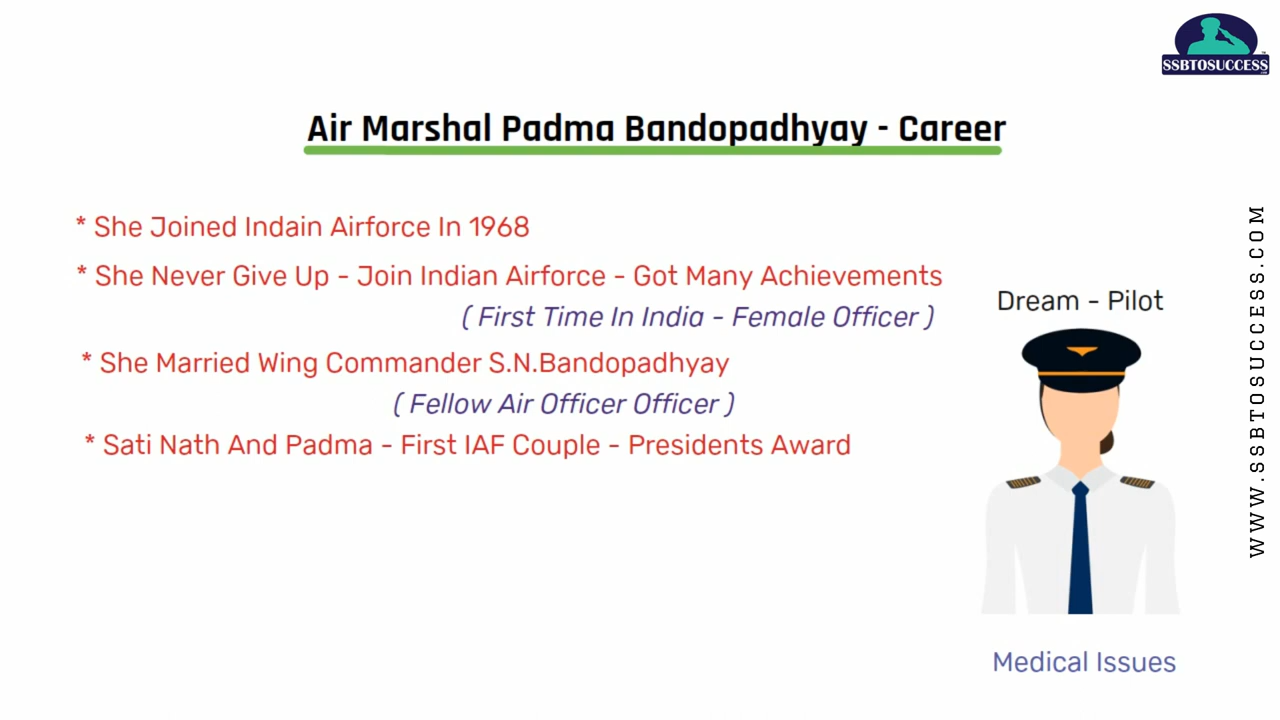 SSBTOSUCCESS
Air Marshal Padma Bandopadhyay - Career
* She Joined Indain Airforce In 1968
* She Never Give Up - Join Indian Airforce - Got Many Achievements
( First Time In India - Female Officer )
* She Married Wing Commander S.N.Bandopadhyay
( Fellow Air Officer Officer )
* Sati Nath And Padma - First IAF Couple - Presidents Award
Dream - Pilot
Medical Issues
WWW.SSBTOSUCCESS.COM